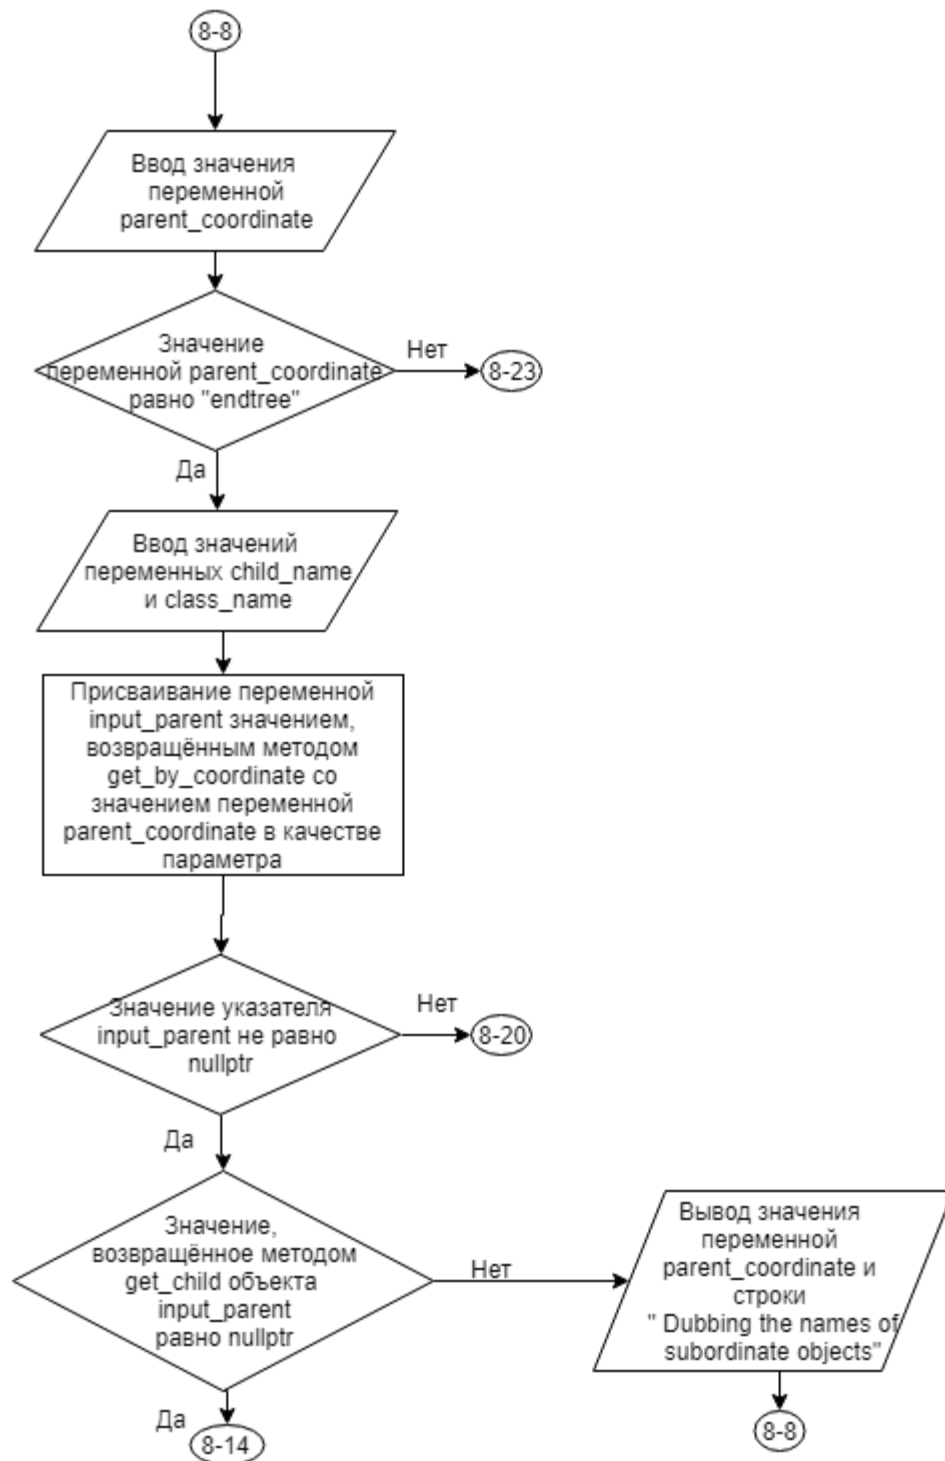 8-8
Ввод значения
переменной
parent_coordinate
Значение
переменной parent_coordinate
равно "endtree"
Нет
8-23
Да
Ввод значений
переменных child_name
и class_name
Присваивание переменной
input_parent значением,
возвращённым методом
get_by_coordinate со
значением переменной
parent_coordinate в качестве
параметра
Значение указателя
input_parent не равно
nullptr
Нет
8-20
Да
Значение,
возвращённое методом
get_child объекта
input_parent
равно nullptr
Нет
Вывод значения
переменной
parent_coordinate и
строки
" Dubbing the names of
subordinate objects"
Да
8-14
8-8